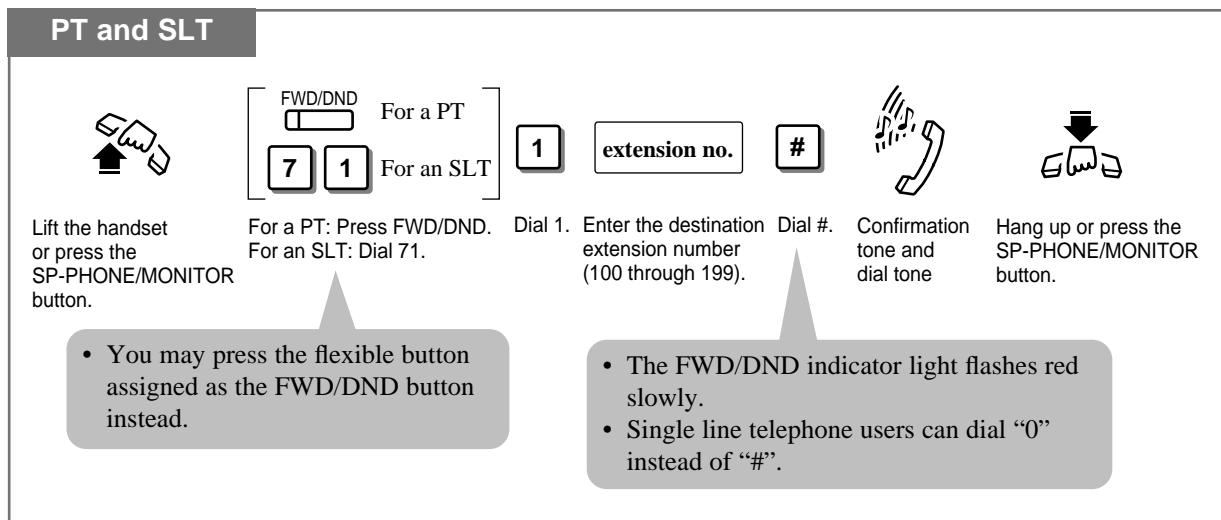 PT and SLT
FWD/DND
For a PT
7 1 For an SLT
1
extension no.
#
Lift the handset
or press the
SP-PHONE/MONITOR
button.
For a PT: Press FWD/DND.
For an SLT: Dial 71.
Dial 1.
Enter the destination
extension number
(100 through 199).
Dial #.
Confirmation
tone and
dial tone
Hang up or press the
SP-PHONE/MONITOR
button.
• You may press the flexible button
assigned as the FWD/DND button
instead.
• The FWD/DND indicator light flashes red
slowly.
• Single line telephone users can dial “0”
instead of “#”.